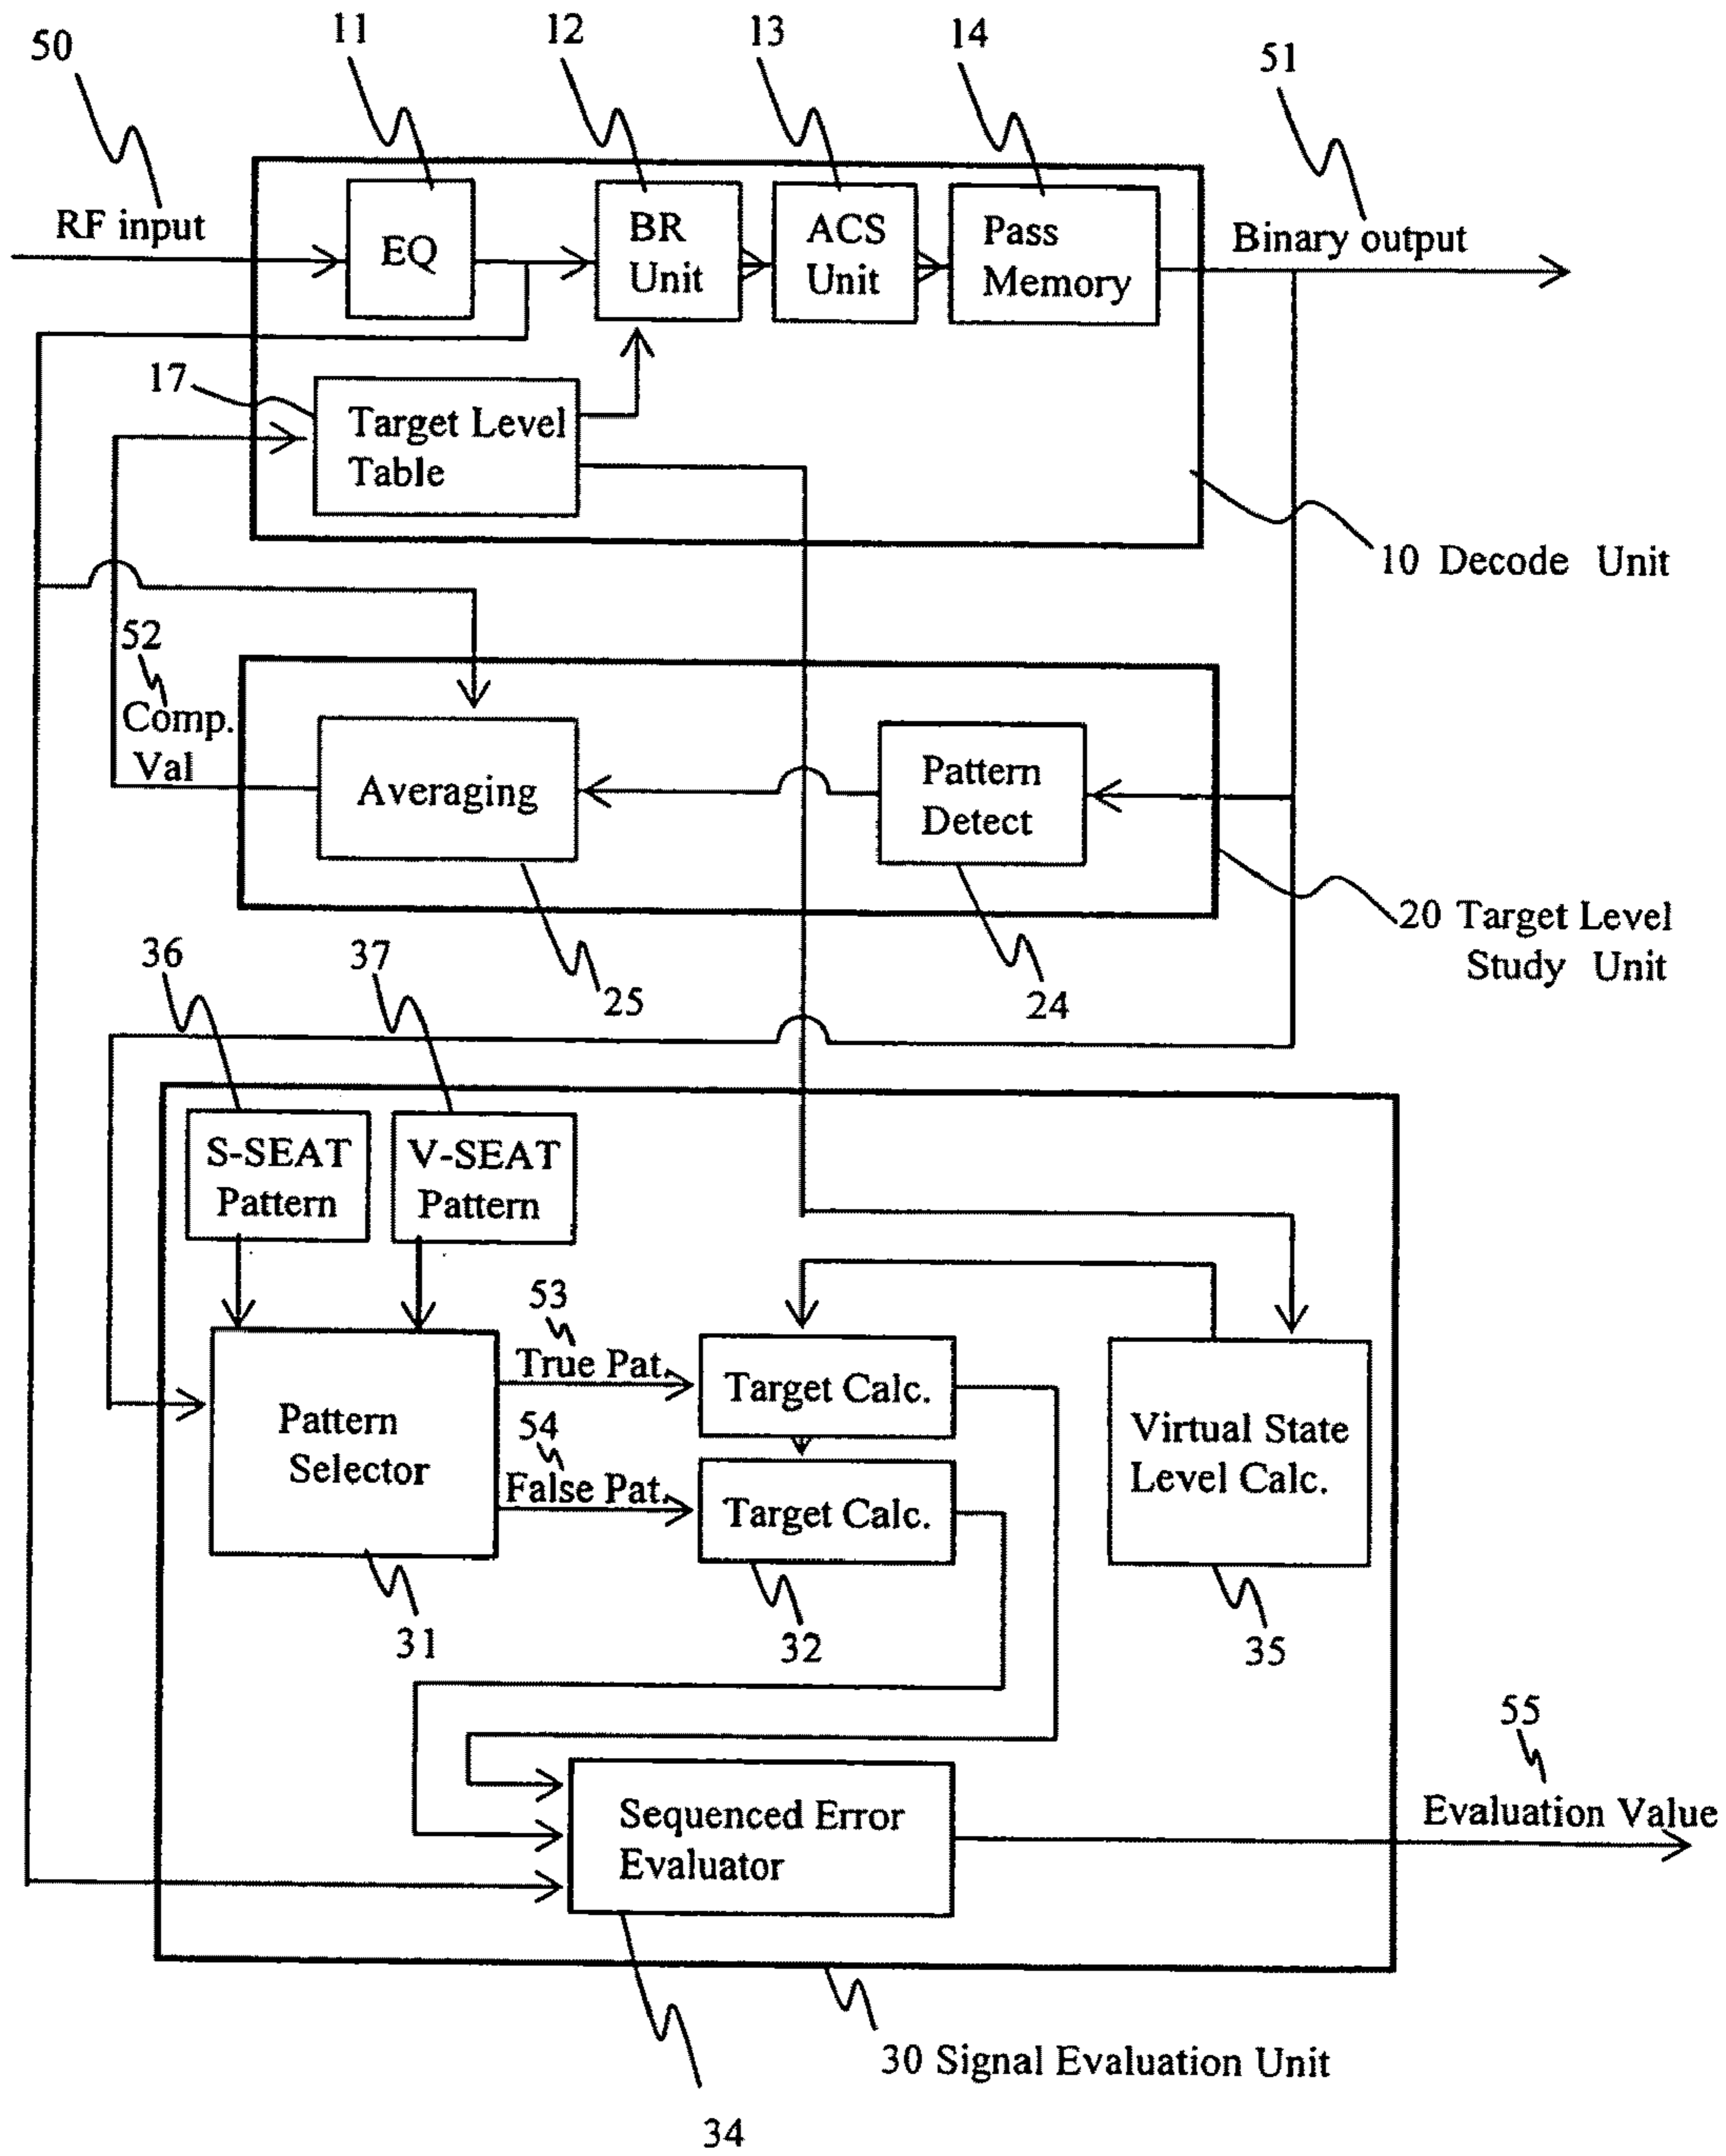 50
11
12
13
14
51
RF input
EQ
BR
Unit
ACS
Unit
Pass
Memory
Binary output
17
Target Level
Table
10 Decode Unit
52
Comp.
Val
Averaging
Pattern
Detect
20 Target Level
Study Unit
25
24
36
37
S-SEAT
Pattern
V-SEAT
Pattern
53
True Pat.
54
False Pat.
Pattern
Selector
Target Calc.
Target Calc.
Virtual State
Level Calc.
31
32
35
55
Evaluation Value
Sequenced Error
Evaluator
30 Signal Evaluation Unit
34